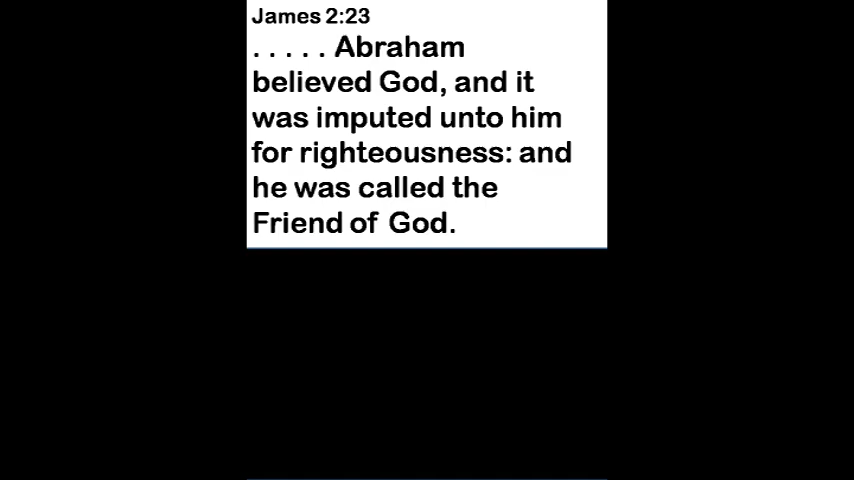 James 2:23
. . . . . Abraham
believed God, and it
was imputed unto him
for righteousness: and
he was called the
Friend of God.